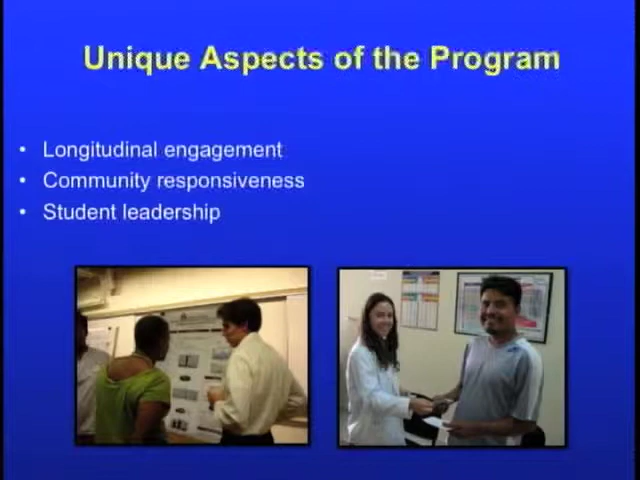 Unique Aspects of the Program
• Longitudinal engagement
• Community responsiveness
• Student leadership